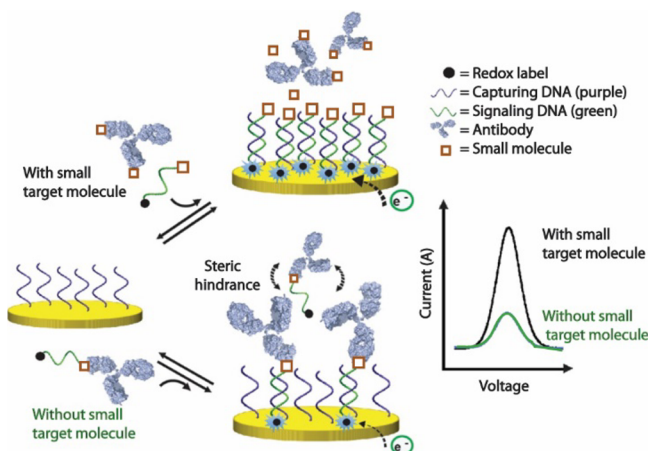 = Redox label
= Capturing DNA (purple)
= Signaling DNA (green)
= Antibody
= Small molecule
With small
target molecule
e⁻
Steric
hindrance
With small
target molecule
Without small
target molecule
Current (A)
Voltage
Without small
target molecule
e⁻